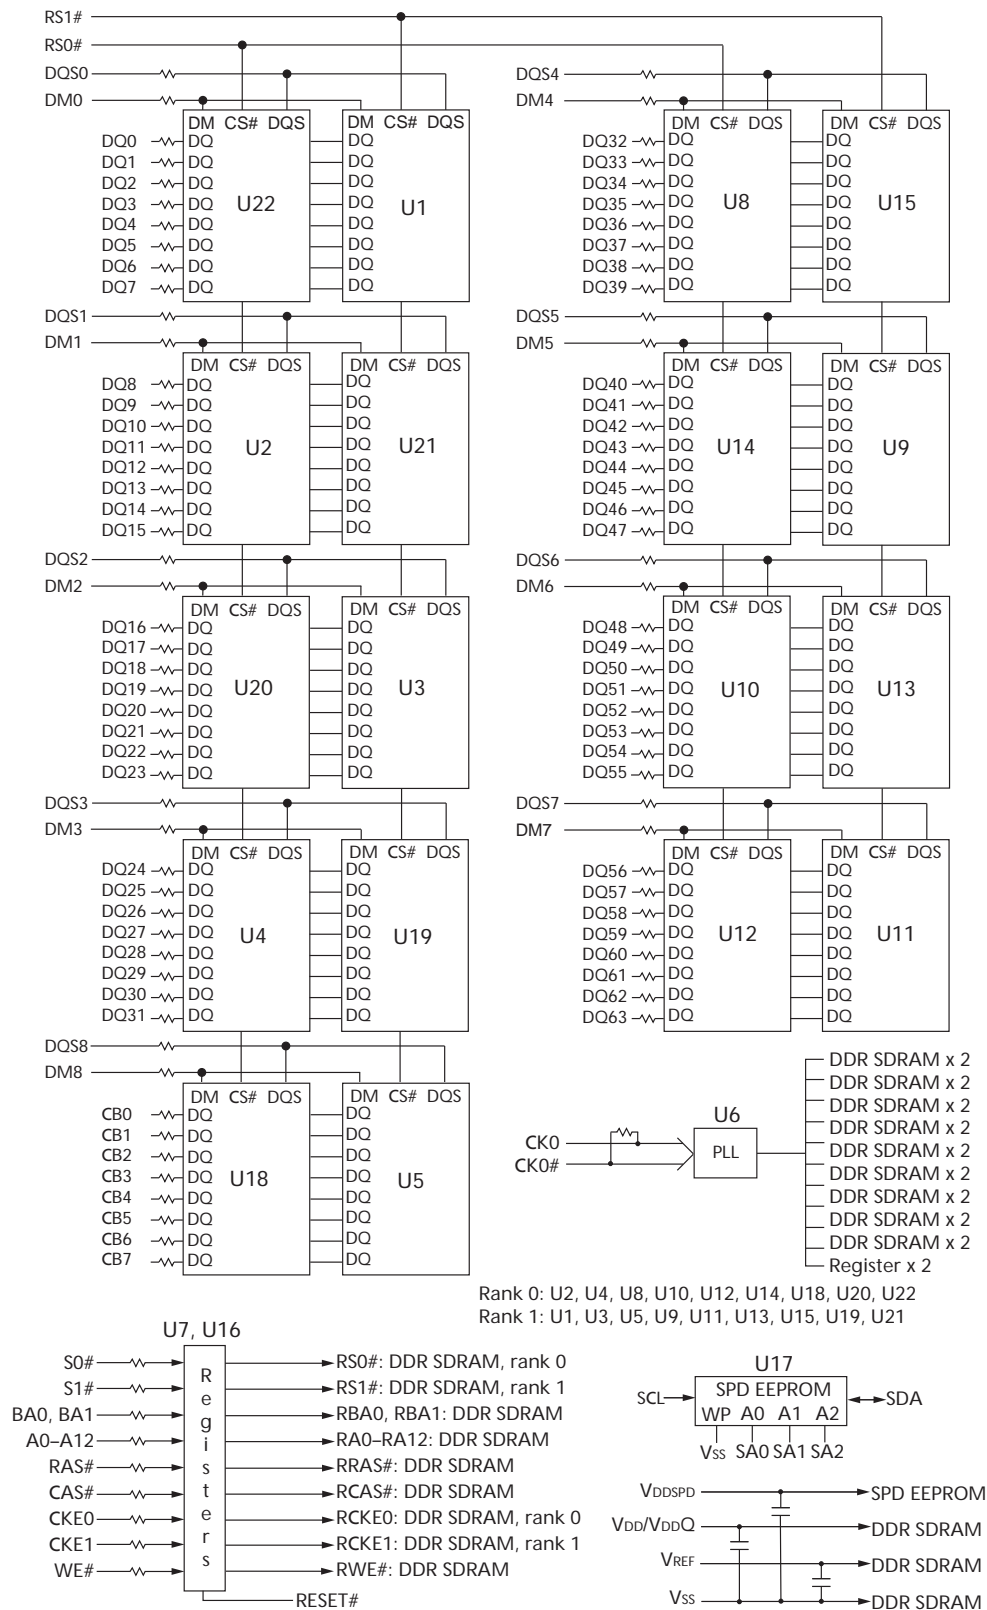 RS1#
RS0#
DQS0
DM0
DM CS# DQS
DM CS# DQS
DQ0 DQ DQ
DQ1 DQ DQ
DQ2 DQ DQ
DQ3 DQ DQ
DQ4 DQ DQ
DQ5 DQ DQ
DQ6 DQ DQ
DQ7 DQ DQ
U22
U1
DQS4
DM4
DM CS# DQS
DM CS# DQS
DQ32 DQ DQ
DQ33 DQ DQ
DQ34 DQ DQ
DQ35 DQ DQ
DQ36 DQ DQ
DQ37 DQ DQ
DQ38 DQ DQ
DQ39 DQ DQ
U8
U15
DQS1
DM1
DM CS# DQS
DM CS# DQS
DQ8 DQ DQ
DQ9 DQ DQ
DQ10 DQ DQ
DQ11 DQ DQ
DQ12 DQ DQ
DQ13 DQ DQ
DQ14 DQ DQ
DQ15 DQ DQ
U2
U21
DQS5
DM5
DM CS# DQS
DM CS# DQS
DQ40 DQ DQ
DQ41 DQ DQ
DQ42 DQ DQ
DQ43 DQ DQ
DQ44 DQ DQ
DQ45 DQ DQ
DQ46 DQ DQ
DQ47 DQ DQ
U14
U9
DQS2
DM2
DM CS# DQS
DM CS# DQS
DQ16 DQ DQ
DQ17 DQ DQ
DQ18 DQ DQ
DQ19 DQ DQ
DQ20 DQ DQ
DQ21 DQ DQ
DQ22 DQ DQ
DQ23 DQ DQ
U20
U3
DQS6
DM6
DM CS# DQS
DM CS# DQS
DQ48 DQ DQ
DQ49 DQ DQ
DQ50 DQ DQ
DQ51 DQ DQ
DQ52 DQ DQ
DQ53 DQ DQ
DQ54 DQ DQ
DQ55 DQ DQ
U10
U13
DQS3
DM3
DM CS# DQS
DM CS# DQS
DQ24 DQ DQ
DQ25 DQ DQ
DQ26 DQ DQ
DQ27 DQ DQ
DQ28 DQ DQ
DQ29 DQ DQ
DQ30 DQ DQ
DQ31 DQ DQ
U4
U19
DQS7
DM7
DM CS# DQS
DM CS# DQS
DQ56 DQ DQ
DQ57 DQ DQ
DQ58 DQ DQ
DQ59 DQ DQ
DQ60 DQ DQ
DQ61 DQ DQ
DQ62 DQ DQ
DQ63 DQ DQ
U12
U11
DQS8
DM8
DM CS# DQS
DM CS# DQS
CB0 DQ DQ
CB1 DQ DQ
CB2 DQ DQ
CB3 DQ DQ
CB4 DQ DQ
CB5 DQ DQ
CB6 DQ DQ
CB7 DQ DQ
U18
U5
CK0
CK0#
U6
PLL
DDR SDRAM x 2
DDR SDRAM x 2
DDR SDRAM x 2
DDR SDRAM x 2
DDR SDRAM x 2
DDR SDRAM x 2
DDR SDRAM x 2
DDR SDRAM x 2
DDR SDRAM x 2
Register x 2
Rank 0: U2, U4, U8, U10, U12, U14, U18, U20, U22
Rank 1: U1, U3, U5, U9, U11, U13, U15, U19, U21
U7, U16
Registers
S0# RS0#: DDR SDRAM, rank 0
S1# RS1#: DDR SDRAM, rank 1
BA0, BA1 RBA0, RBA1: DDR SDRAM
A0–A12 RA0–RA12: DDR SDRAM
RAS# RRAS#: DDR SDRAM
CAS# RCAS#: DDR SDRAM
CKE0 RCKE0: DDR SDRAM, rank 0
CKE1 RCKE1: DDR SDRAM, rank 1
WE# RWE#: DDR SDRAM
RESET#
U17
SCL SPD EEPROM SDA
WP A0 A1 A2
VSS SA0 SA1 SA2
VDDSPD SPD EEPROM
VDD/VDDQ DDR SDRAM
VREF DDR SDRAM
VSS DDR SDRAM